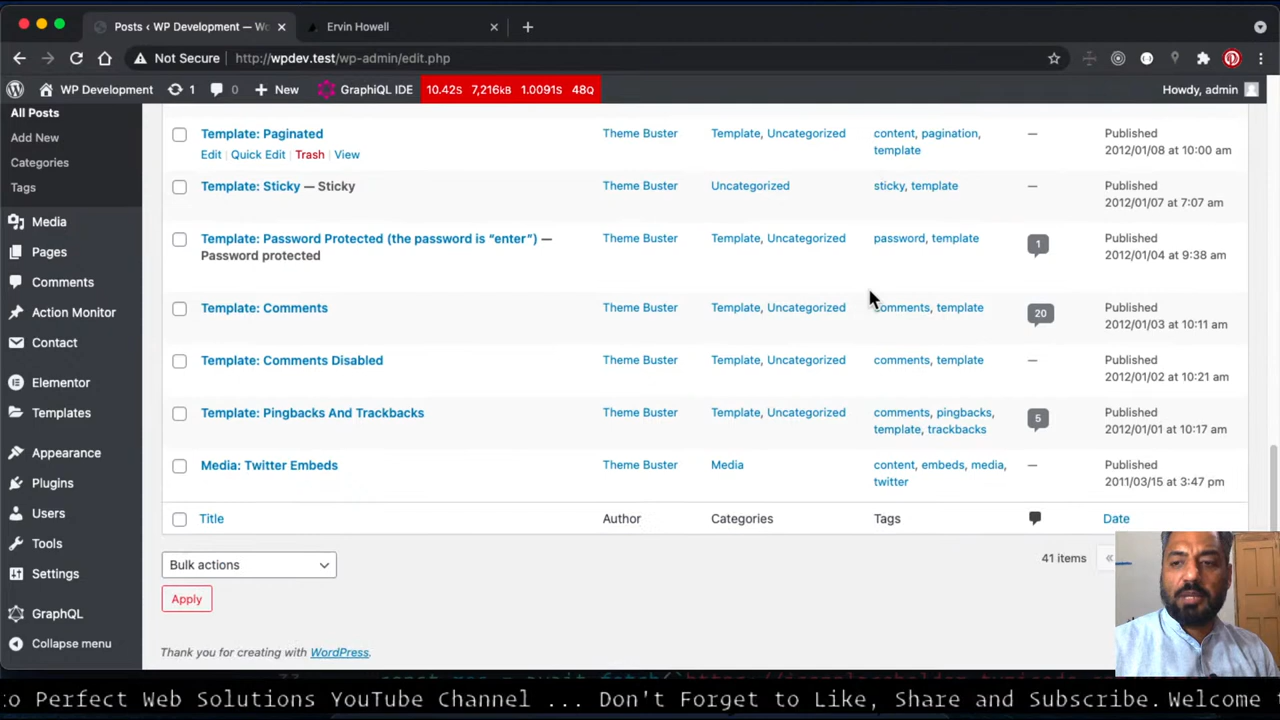 Posts ‹ WP Development — Wo
Ervin Howell
Not Secure
http://wpdev.test/wp-admin/edit.php
WP Development
1
0
New
GraphiQL IDE
10.42S 7,216kB 1.0091S 48Q
Howdy, admin
All Posts
Add New
Categories
Tags
Media
Pages
Comments
Action Monitor
Contact
Elementor
Templates
Appearance
Plugins
Users
Tools
Settings
GraphQL
Collapse menu
Template: Paginated
Edit | Quick Edit | Trash | View
Theme Buster
Template, Uncategorized
content, pagination,
template
—
Published
2012/01/08 at 10:00 am
Template: Sticky — Sticky
Theme Buster
Uncategorized
sticky, template
—
Published
2012/01/07 at 7:07 am
Template: Password Protected (the password is “enter”) —
Password protected
Theme Buster
Template, Uncategorized
password, template
1
Published
2012/01/04 at 9:38 am
Template: Comments
Theme Buster
Template, Uncategorized
comments, template
20
Published
2012/01/03 at 10:11 am
Template: Comments Disabled
Theme Buster
Template, Uncategorized
comments, template
—
Published
2012/01/02 at 10:21 am
Template: Pingbacks And Trackbacks
Theme Buster
Template, Uncategorized
comments, pingbacks,
template, trackbacks
5
Published
2012/01/01 at 10:17 am
Media: Twitter Embeds
Theme Buster
Media
content, embeds, media,
twitter
—
Published
2011/03/15 at 3:47 pm
Title
Author
Categories
Tags
Date
Bulk actions
41 items
«
Apply
Thank you for creating with WordPress.
to Perfect Web Solutions YouTube Channel ... Don't Forget to Like, Share and Subscribe. Welcome